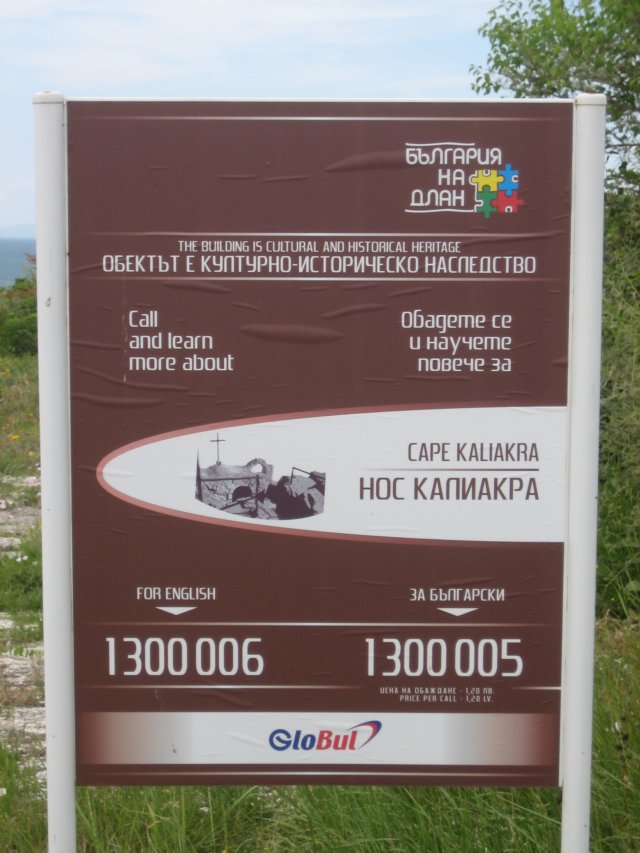 БЪЛГАРИЯ
НА
ДЛАН
THE BUILDING IS CULTURAL AND HISTORICAL HERITAGE
ОБЕКТЪТ Е КУЛТУРНО-ИСТОРИЧЕСКО НАСЛЕДСТВО
Call
and learn
more about
Обадете се
и научете
повече за
CAPE KALIAKRA
НОС КАЛИАКРА
FOR ENGLISH
1300 006
ЗА БЪЛГАРСКИ
1300 005
ЦЕНА НА ОБАЖДАНЕ - 1,20 ЛВ.
PRICE PER CALL - 1,20 LV.
GloBul